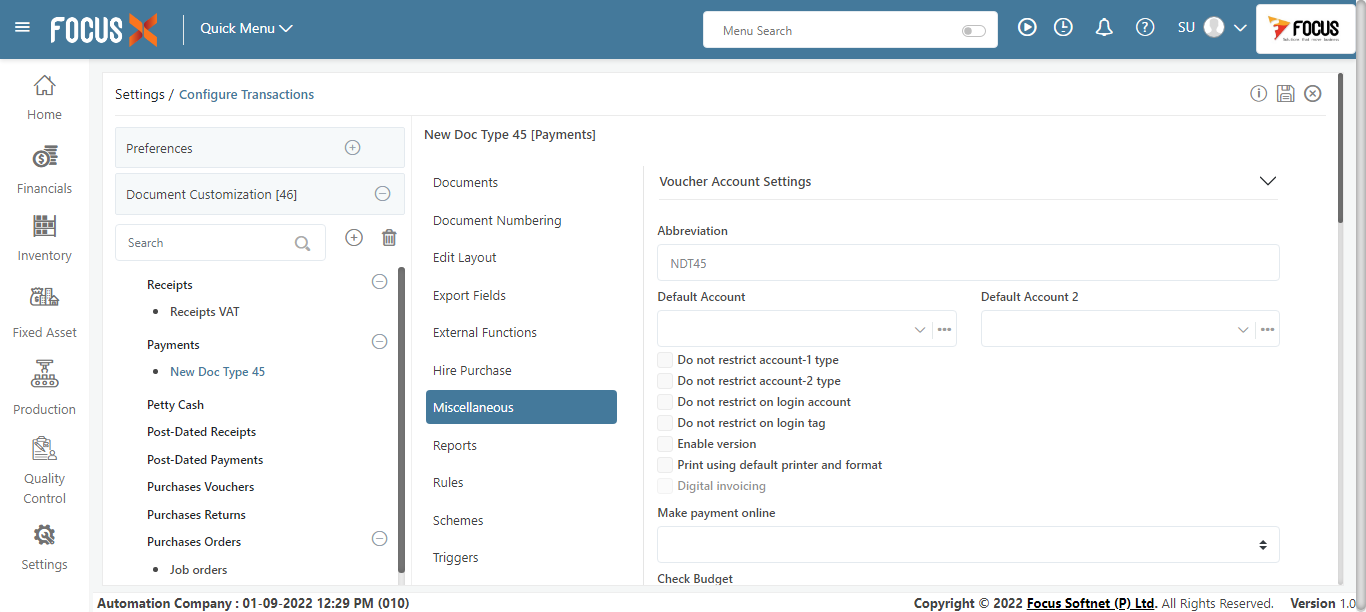 FOCUS X
Quick Menu
Menu Search
SU
FOCUS
Home
Financials
Inventory
Fixed Asset
Production
Quality
Control
Settings
Settings / Configure Transactions
Preferences
Document Customization [46]
Search
Receipts
• Receipts VAT
Payments
• New Doc Type 45
Petty Cash
Post-Dated Receipts
Post-Dated Payments
Purchases Vouchers
Purchases Returns
Purchases Orders
• Job orders
New Doc Type 45 [Payments]
Documents
Document Numbering
Edit Layout
Export Fields
External Functions
Hire Purchase
Miscellaneous
Reports
Rules
Schemes
Triggers
Voucher Account Settings
Abbreviation
NDT45
Default Account
Default Account 2
Do not restrict account-1 type
Do not restrict account-2 type
Do not restrict on login account
Do not restrict on login tag
Enable version
Print using default printer and format
Digital invoicing
Make payment online
Check Budget
Automation Company : 01-09-2022 12:29 PM (010)
Copyright © 2022 Focus Softnet (P) Ltd. All Rights Reserved. Version 1.0